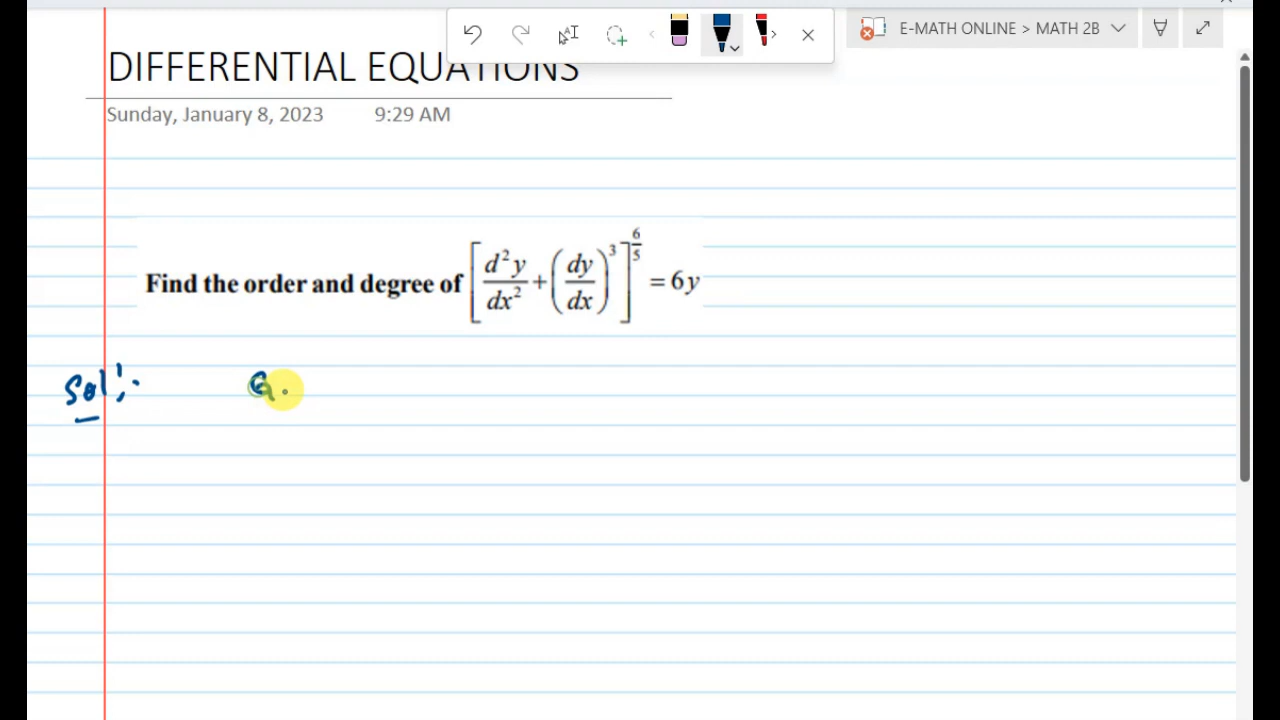 E-MATH ONLINE > MATH 2B
DIFFERENTIAL EQUATIONS
Sunday, January 8, 2023 9:29 AM
Find the order and degree of [d²y/dx² + (dy/dx)³]^(6/5) = 6y
Sol!:
G.